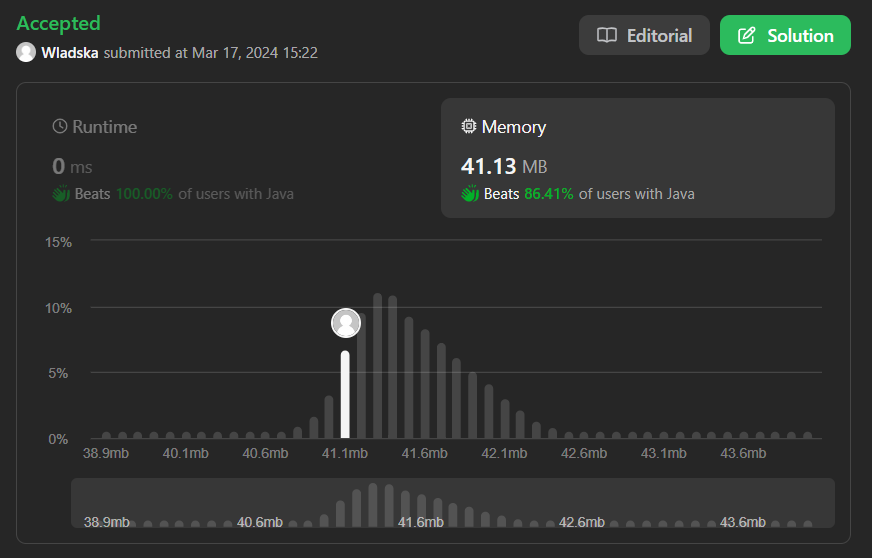 Accepted
Wladska submitted at Mar 17, 2024 15:22
Editorial
Solution
Runtime
0 ms
Beats 100.00% of users with Java
Memory
41.13 MB
Beats 86.41% of users with Java
15%
10%
5%
0%
38.9mb 40.1mb 40.6mb 41.1mb 41.6mb 42.1mb 42.6mb 43.1mb 43.6mb
38.9mb 40.6mb 41.6mb 42.6mb 43.6mb